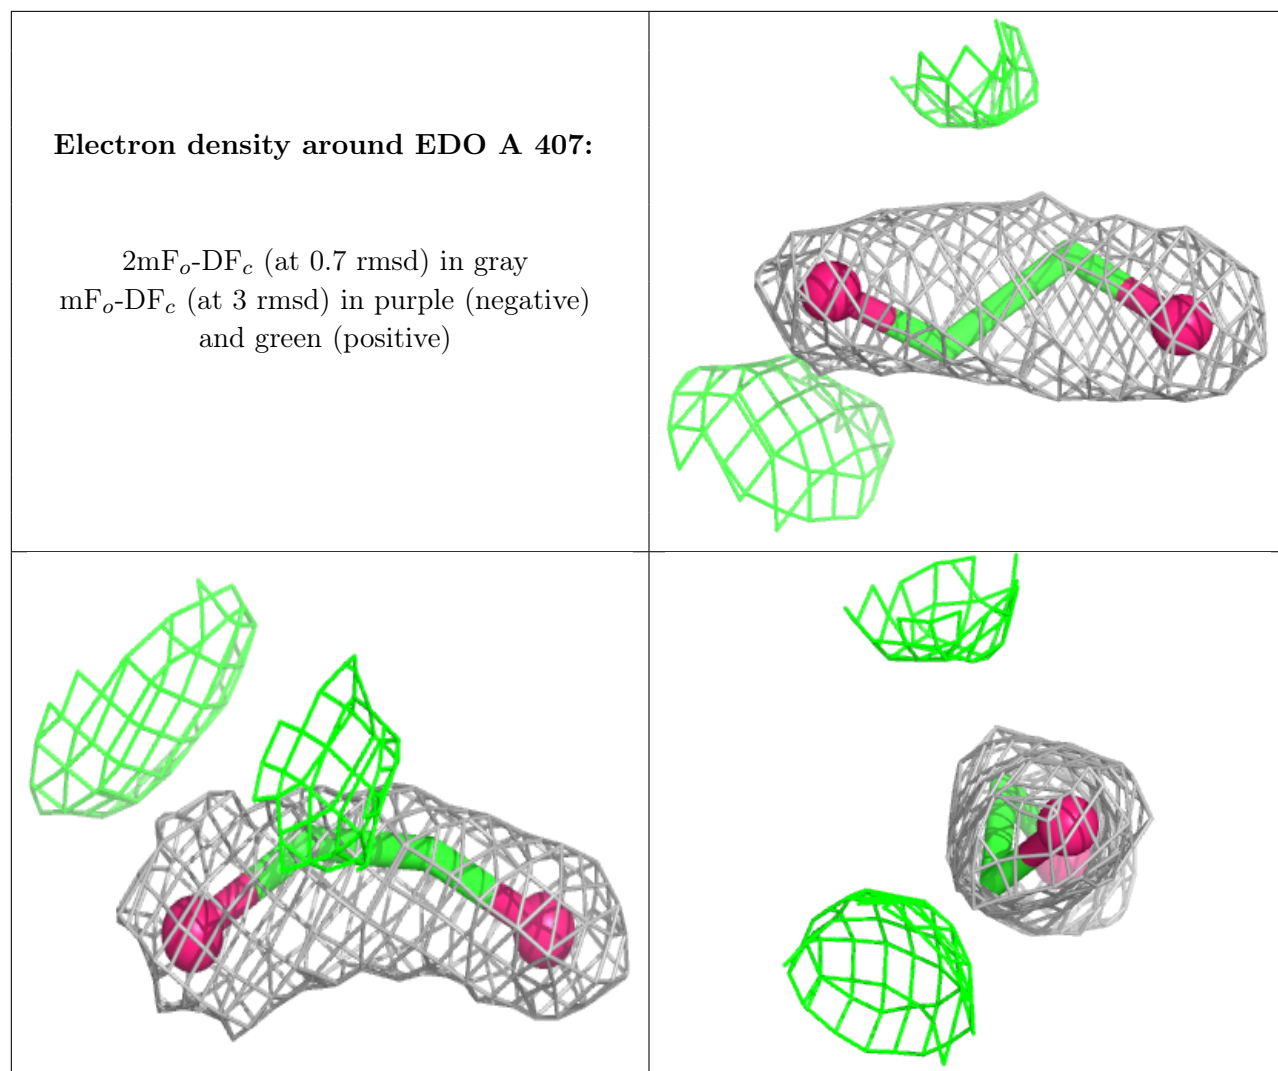 Electron density around EDO A 407:
2mFₒ-DF𝒸 (at 0.7 rmsd) in gray
mFₒ-DF𝒸 (at 3 rmsd) in purple (negative)
and green (positive)